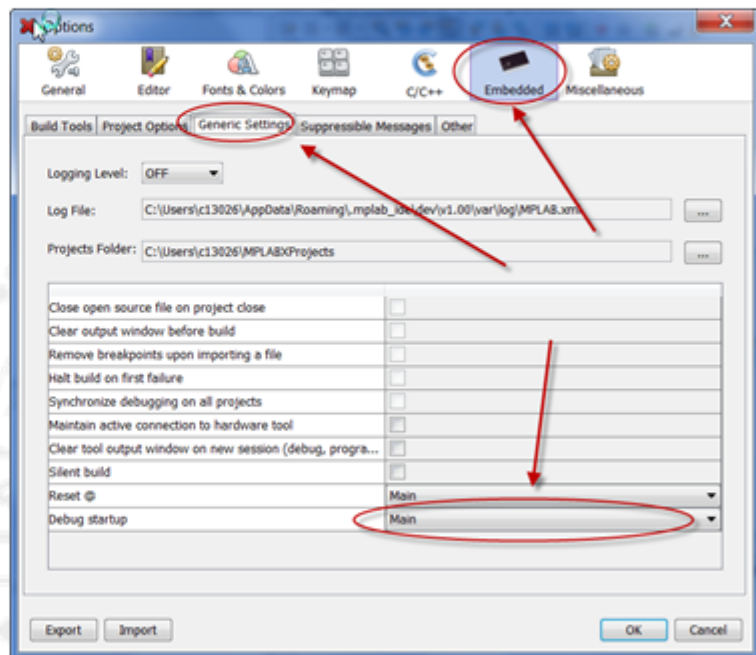 Options
General Editor Fonts & Colors Keymap C/C++ Embedded Miscellaneous
Build Tools Project Options Generic Settings Suppressible Messages Other
Logging Level: OFF
Log File: C:\Users\c13026\AppData\Roaming\.mplab_ide\dev\v1.00\var\log\MPLAB.xml ...
Projects Folder: C:\Users\c13026\MPLABXProjects ...
Close open source file on project close
Clear output window before build
Remove breakpoints upon importing a file
Halt build on first failure
Synchronize debugging on all projects
Maintain active connection to hardware tool
Clear tool output window on new session (debug, progra...
Silent build
Reset @ Main
Debug startup Main
Export Import OK Cancel